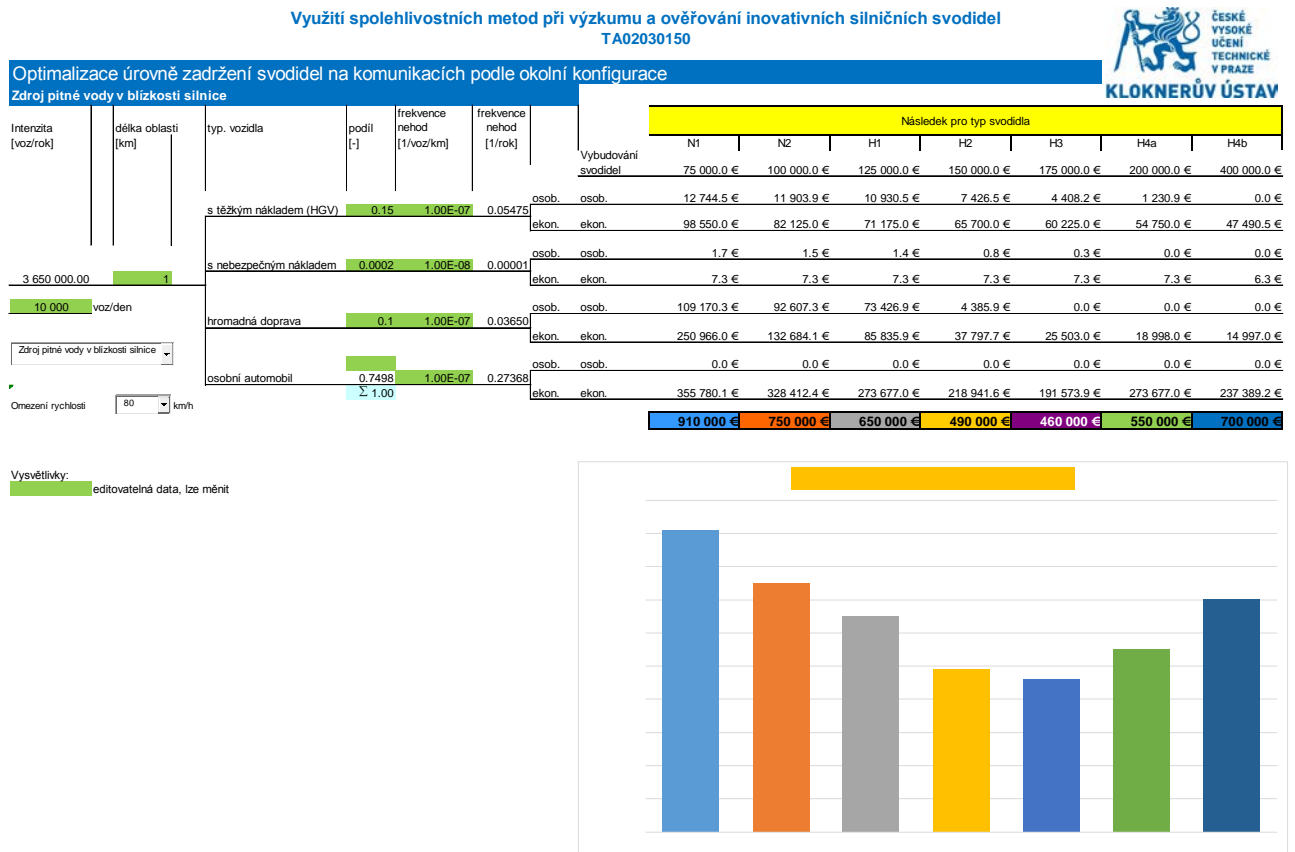 Využití spolehlivostních metod při výzkumu a ověřování inovativních silničních svodidel
TA02030150
ČESKÉ
VYSOKÉ
UČENÍ
TECHNICKÉ
V PRAZE
KLOKNERŮV ÚSTAV
Optimalizace úrovně zadržení svodidel na komunikacích podle okolní konfigurace
Zdroj pitné vody v blízkosti silnice
Intenzita [voz/rok] délka oblasti [km] typ. vozidla podíl [-] frekvence nehod [1/voz/km] frekvence nehod [1/rok]
Následek pro typ svodidla
N1 N2 H1 H2 H3 H4a H4b
Vybudování svodidel 75 000.0 € 100 000.0 € 125 000.0 € 150 000.0 € 175 000.0 € 200 000.0 € 400 000.0 €
osob. osob. 12 744.5 € 11 903.9 € 10 930.5 € 7 426.5 € 4 408.2 € 1 230.9 € 0.0 €
s těžkým nákladem (HGV) 0.15 1.00E-07 0.05475
ekon. ekon. 98 550.0 € 82 125.0 € 71 175.0 € 65 700.0 € 60 225.0 € 54 750.0 € 47 490.5 €
osob. osob. 1.7 € 1.5 € 1.4 € 0.8 € 0.3 € 0.0 € 0.0 €
s nebezpečným nákladem 0.0002 1.00E-08 0.00001
3 650 000.00 1 ekon. ekon. 7.3 € 7.3 € 7.3 € 7.3 € 7.3 € 7.3 € 6.3 €
10 000 voz/den osob. osob. 109 170.3 € 92 607.3 € 73 426.9 € 4 385.9 € 0.0 € 0.0 € 0.0 €
hromadná doprava 0.1 1.00E-07 0.03650
ekon. ekon. 250 966.0 € 132 684.1 € 85 835.9 € 37 797.7 € 25 503.0 € 18 998.0 € 14 997.0 €
Zdroj pitné vody v blízkosti silnice
osob. osob. 0.0 € 0.0 € 0.0 € 0.0 € 0.0 € 0.0 € 0.0 €
osobní automobil 0.7498 1.00E-07 0.27368
Σ 1.00 ekon. ekon. 355 780.1 € 328 412.4 € 273 677.0 € 218 941.6 € 191 573.9 € 273 677.0 € 237 389.2 €
Omezení rychlosti 80 km/h
910 000 € 750 000 € 650 000 € 490 000 € 460 000 € 550 000 € 700 000 €
Vysvětlivky:
editovatelná data, lze měnit